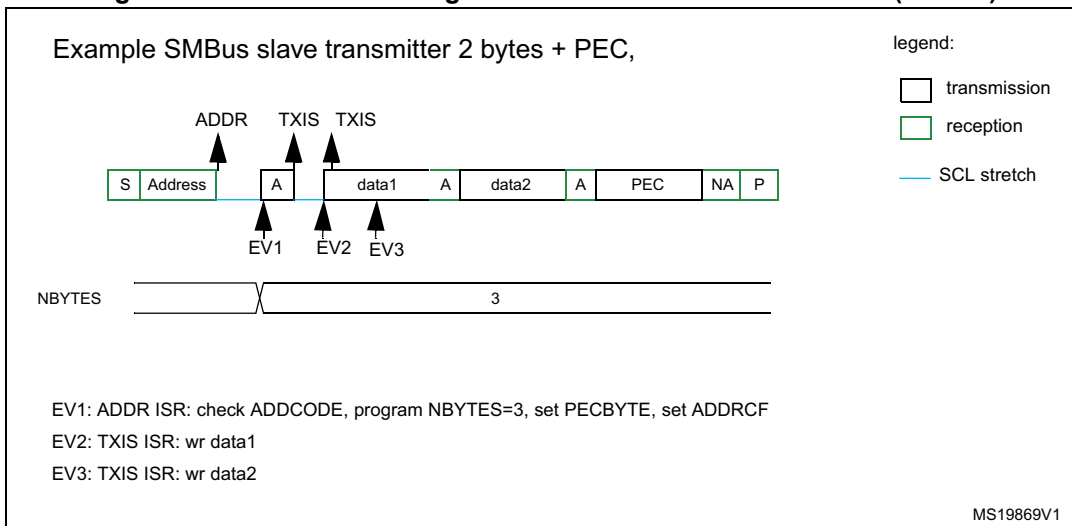 Example SMBus slave transmitter 2 bytes + PEC,
legend:
transmission
reception
SCL stretch
ADDR TXIS TXIS
S Address A data1 A data2 A PEC NA P
EV1 EV2 EV3
NBYTES 3
EV1: ADDR ISR: check ADDCODE, program NBYTES=3, set PECBYTE, set ADDRCF
EV2: TXIS ISR: wr data1
EV3: TXIS ISR: wr data2
MS19869V1